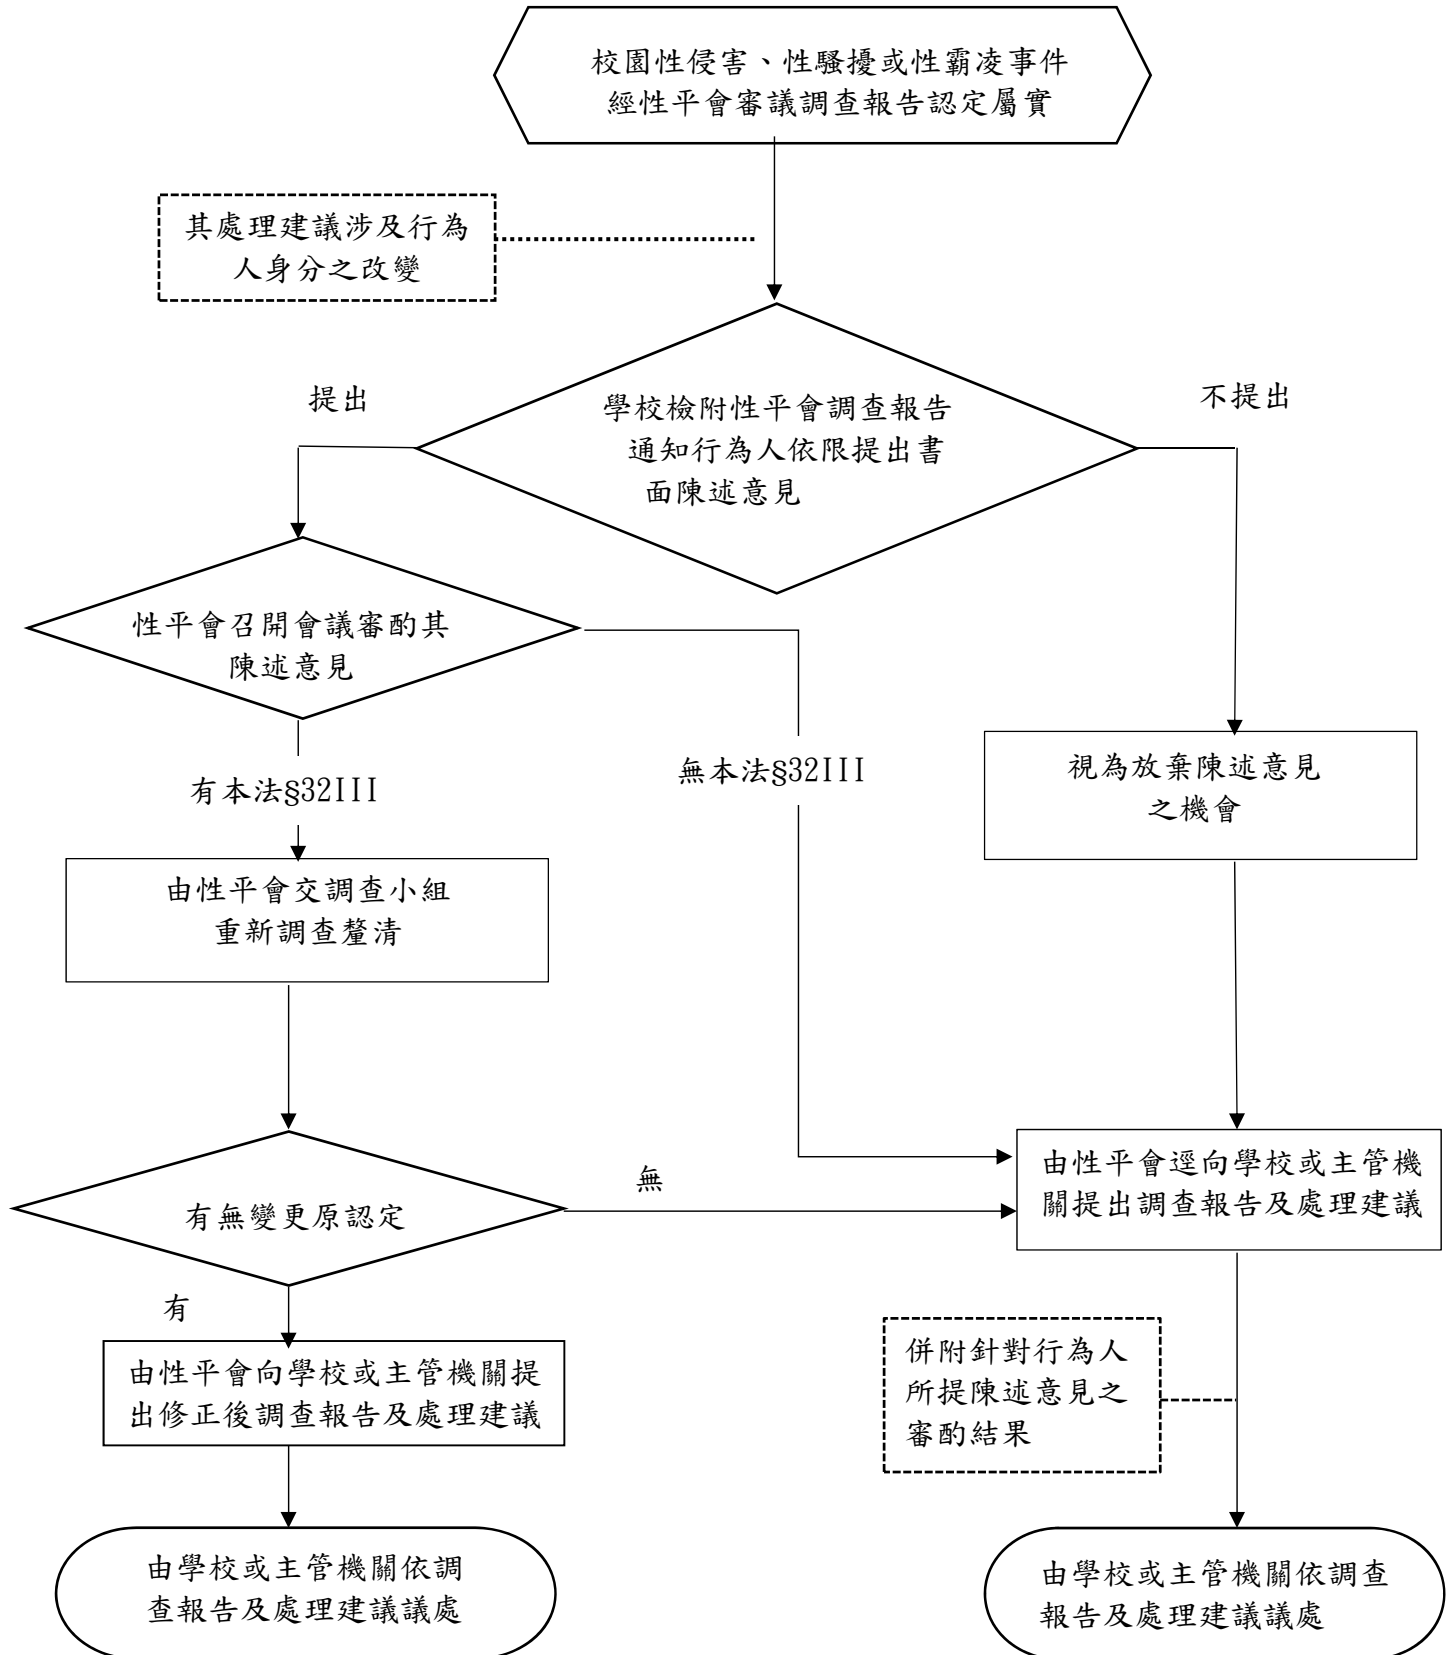 校園性侵害、性騷擾或性霸凌事件
經性平會審議調查報告認定屬實
其處理建議涉及行為
人身分之改變
提出
不提出
學校檢附性平會調查報告
通知行為人依限提出書
面陳述意見
性平會召開會議審酌其
陳述意見
有本法§32III
無本法§32III
視為放棄陳述意見
之機會
由性平會交調查小組
重新調查釐清
有無變更原認定
無
由性平會逕向學校或主管機
關提出調查報告及處理建議
有
由性平會向學校或主管機關提
出修正後調查報告及處理建議
併附針對行為人
所提陳述意見之
審酌結果
由學校或主管機關依調
查報告及處理建議議處
由學校或主管機關依調查
報告及處理建議議處